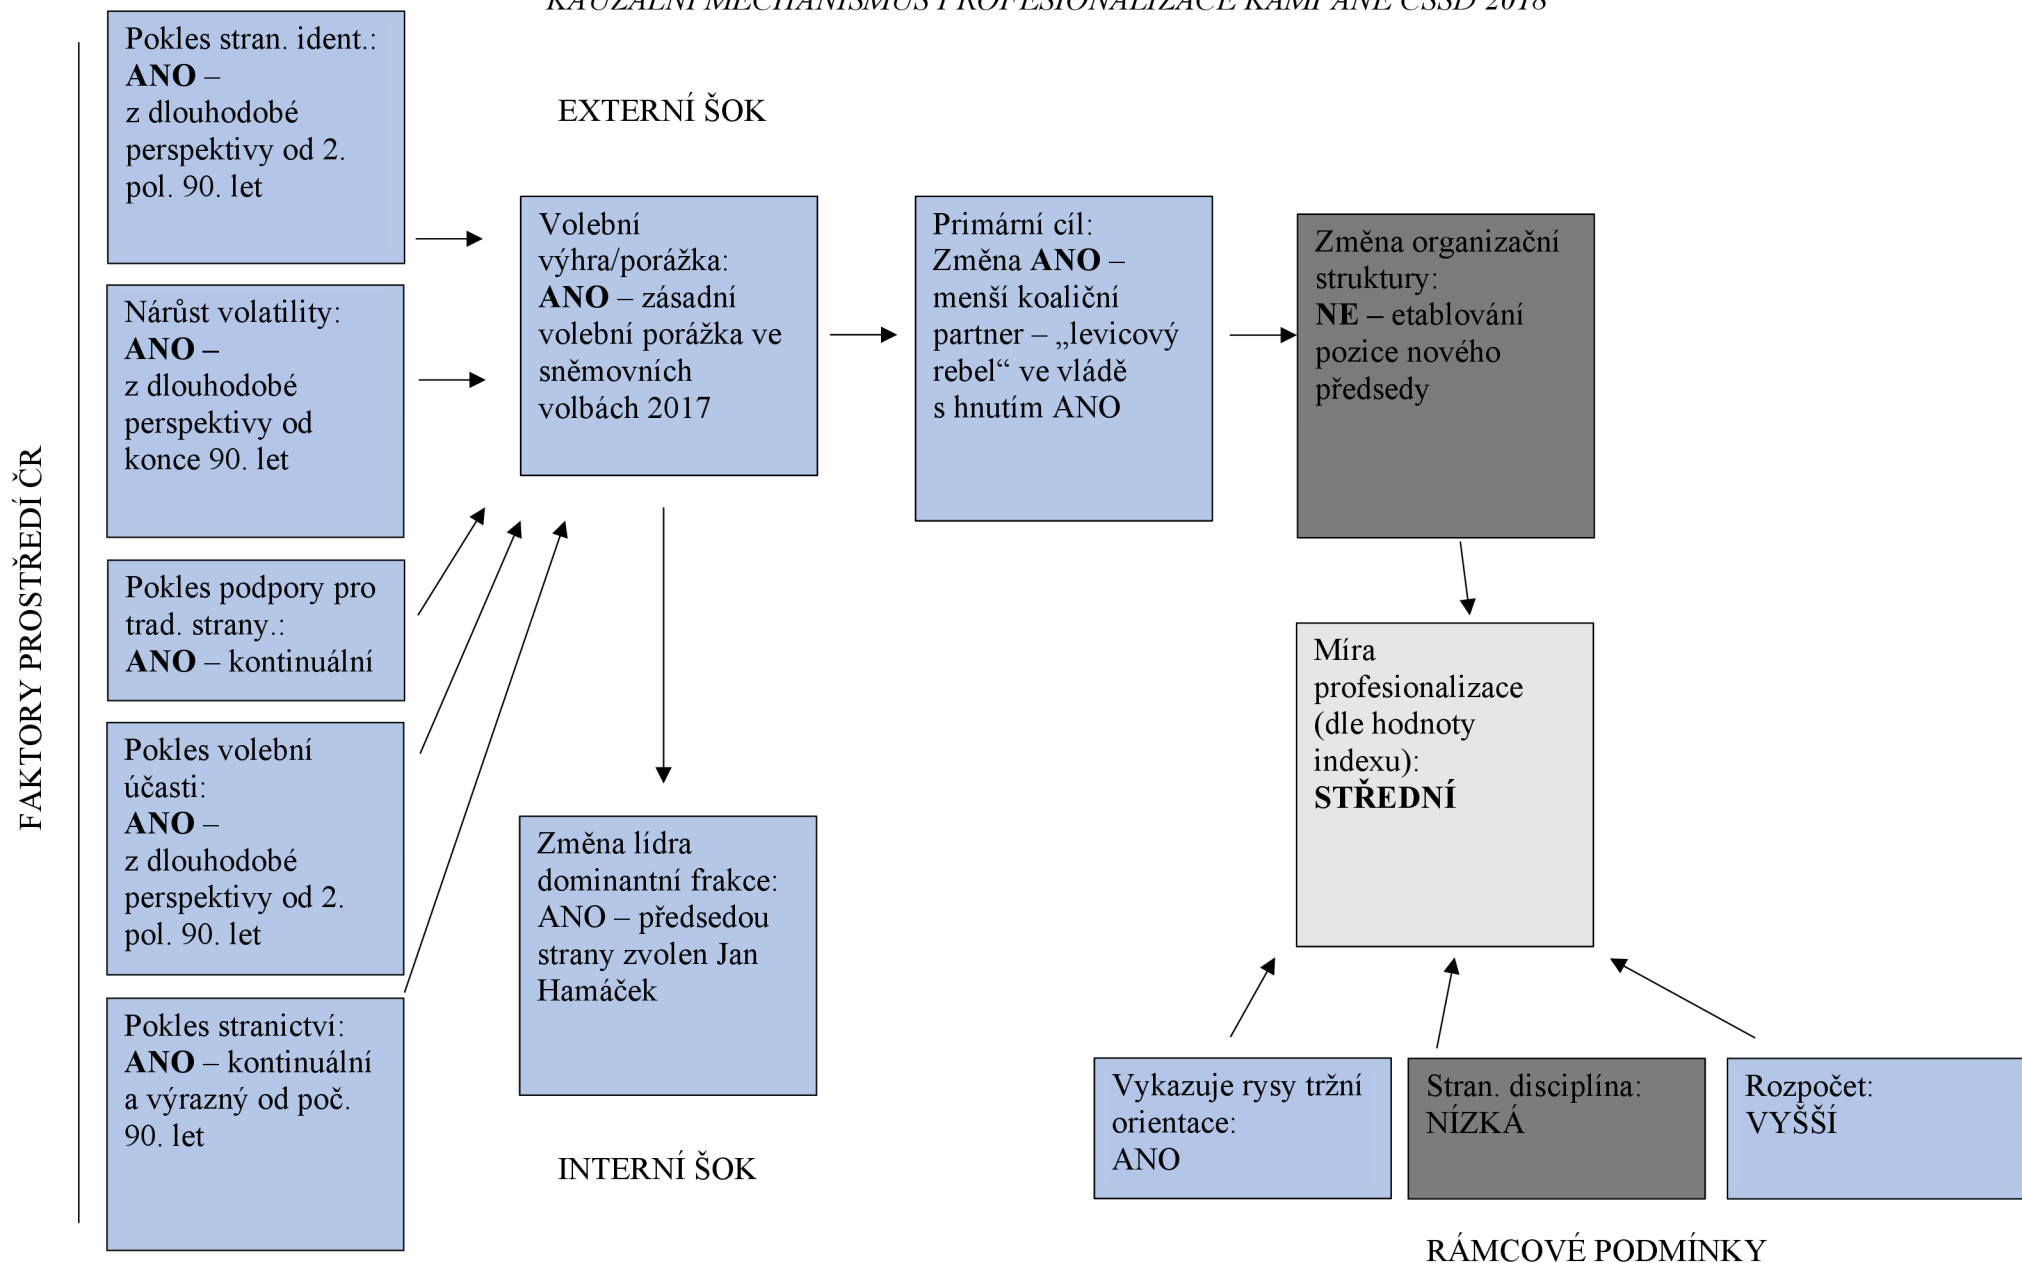 KAUZÁLNÍ MECHANISMUS PROFESIONALIZACE KAMPANĚ ČSSD 2018
FAKTORY PROSTŘEDÍ ČR
Pokles stran. ident.:
ANO –
z dlouhodobé
perspektivy od 2.
pol. 90. let
Nárůst volatility:
ANO –
z dlouhodobé
perspektivy od
konce 90. let
Pokles podpory pro
trad. strany.:
ANO – kontinuální
Pokles volební
účasti:
ANO –
z dlouhodobé
perspektivy od 2.
pol. 90. let
Pokles stranictví:
ANO – kontinuální
a výrazný od poč.
90. let
EXTERNÍ ŠOK
Volební
výhra/porážka:
ANO – zásadní
volební porážka ve
sněmovních
volbách 2017
Změna lídra
dominantní frakce:
ANO – předsedou
strany zvolen Jan
Hamáček
INTERNÍ ŠOK
Primární cíl:
Změna ANO –
menší koaliční
partner – „levicový
rebel“ ve vládě
s hnutím ANO
Změna organizační
struktury:
NE – etablování
pozice nového
předsedy
Míra
profesionalizace
(dle hodnoty
indexu):
STŘEDNÍ
Vykazuje rysy tržní
orientace:
ANO
Stran. disciplína:
NÍZKÁ
Rozpočet:
VYŠŠÍ
RÁMCOVÉ PODMÍNKY